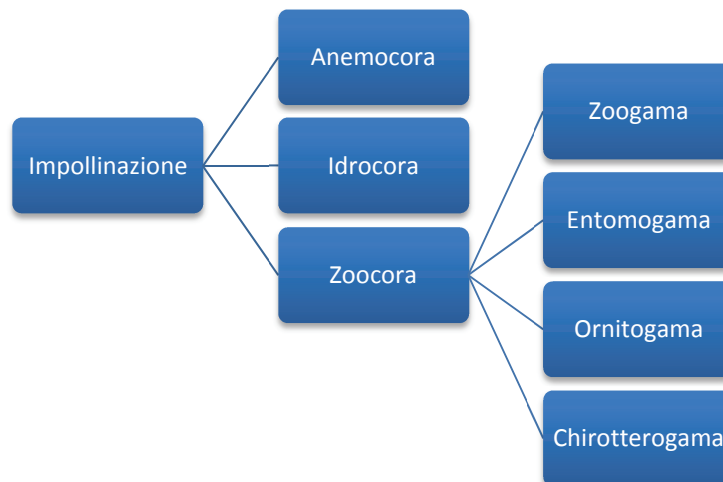 Impollinazione
Anemocora
Idrocora
Zoocora
Zoogama
Entomogama
Ornitogama
Chirotterogama